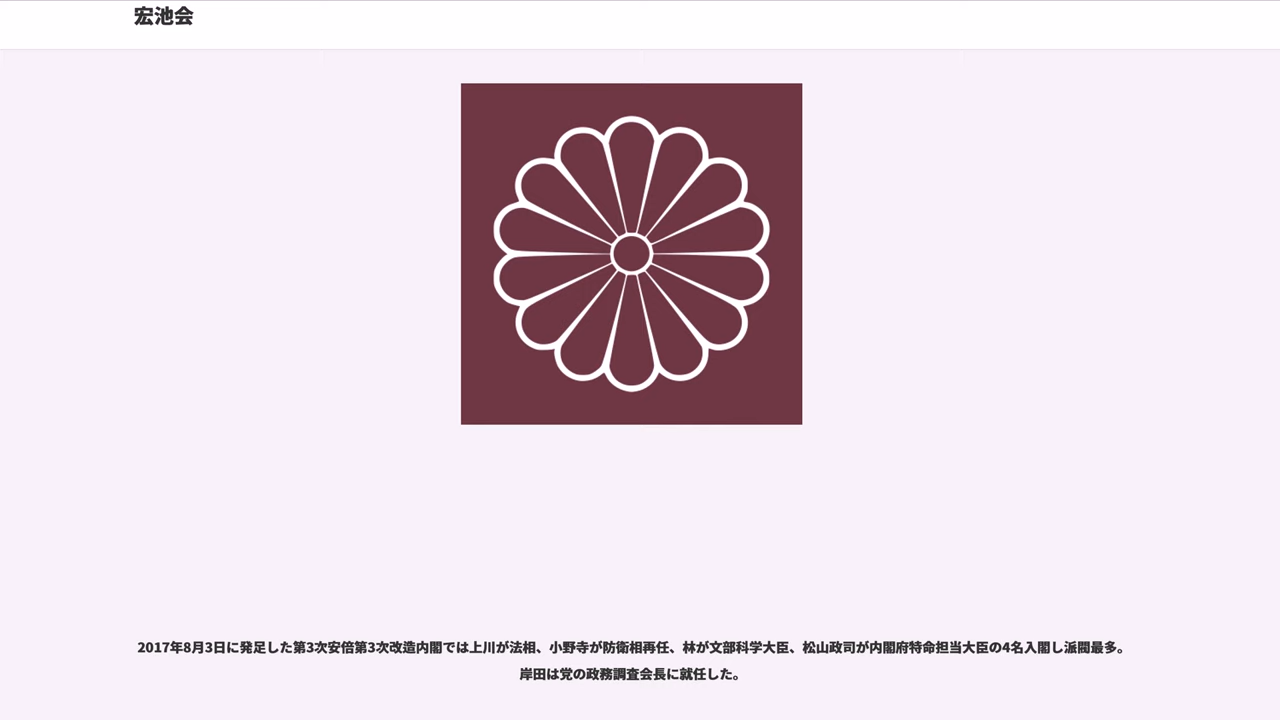 宏池会
2017年8月3日に発足した第3次安倍第3次改造内閣では上川が法相、小野寺が防衛相再任、林が文部科学大臣、松山政司が内閣府特命担当大臣の4名入閣し派閥最多。
岸田は党の政務調査会長に就任した。